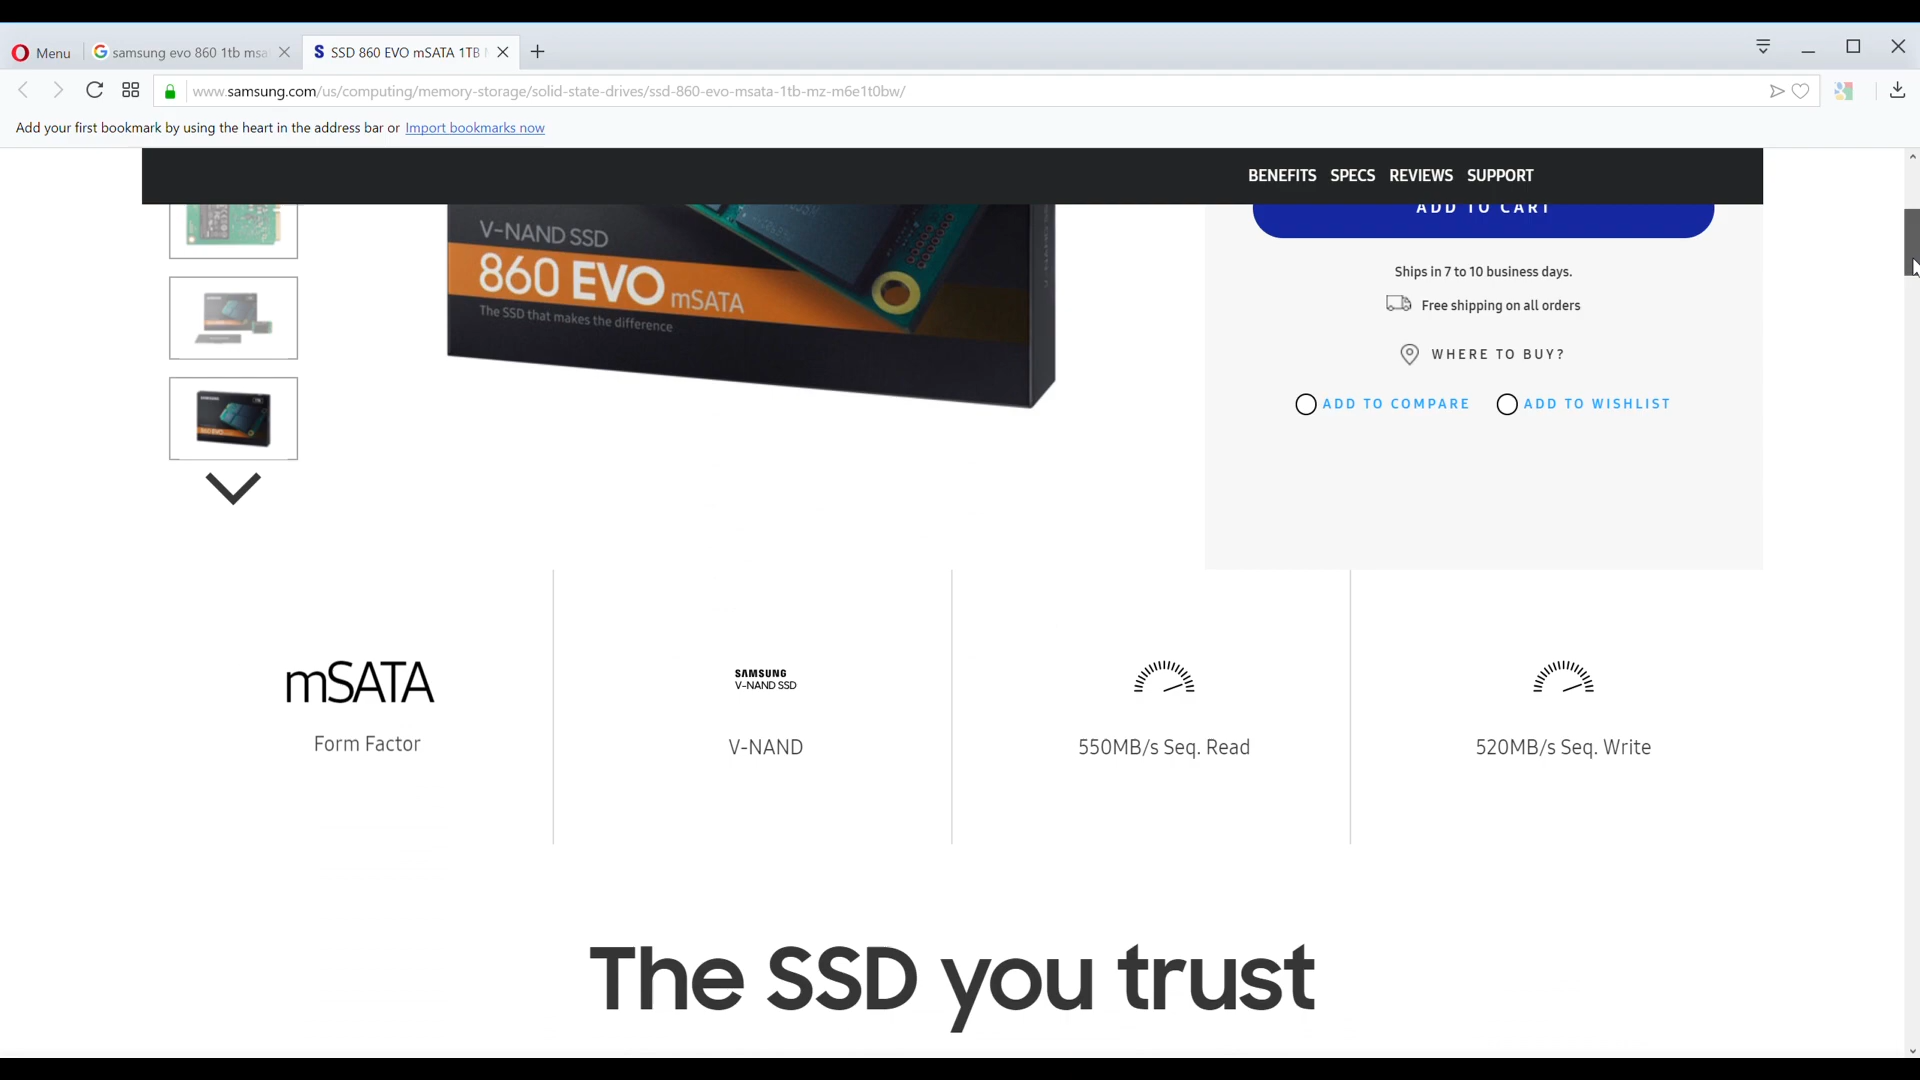 Menu
samsung evo 860 1tb msa
SSD 860 EVO mSATA 1TB
www.samsung.com/us/computing/memory-storage/solid-state-drives/ssd-860-evo-msata-1tb-mz-m6e1t0bw/
Add your first bookmark by using the heart in the address bar or Import bookmarks now
BENEFITS SPECS REVIEWS SUPPORT
ADD TO CART
V-NAND SSD
860 EVO mSATA
The SSD that makes the difference
Ships in 7 to 10 business days.
Free shipping on all orders
WHERE TO BUY?
ADD TO COMPARE
ADD TO WISHLIST
mSATA
Form Factor
SAMSUNG
V-NAND SSD
V-NAND
550MB/s Seq. Read
520MB/s Seq. Write
The SSD you trust